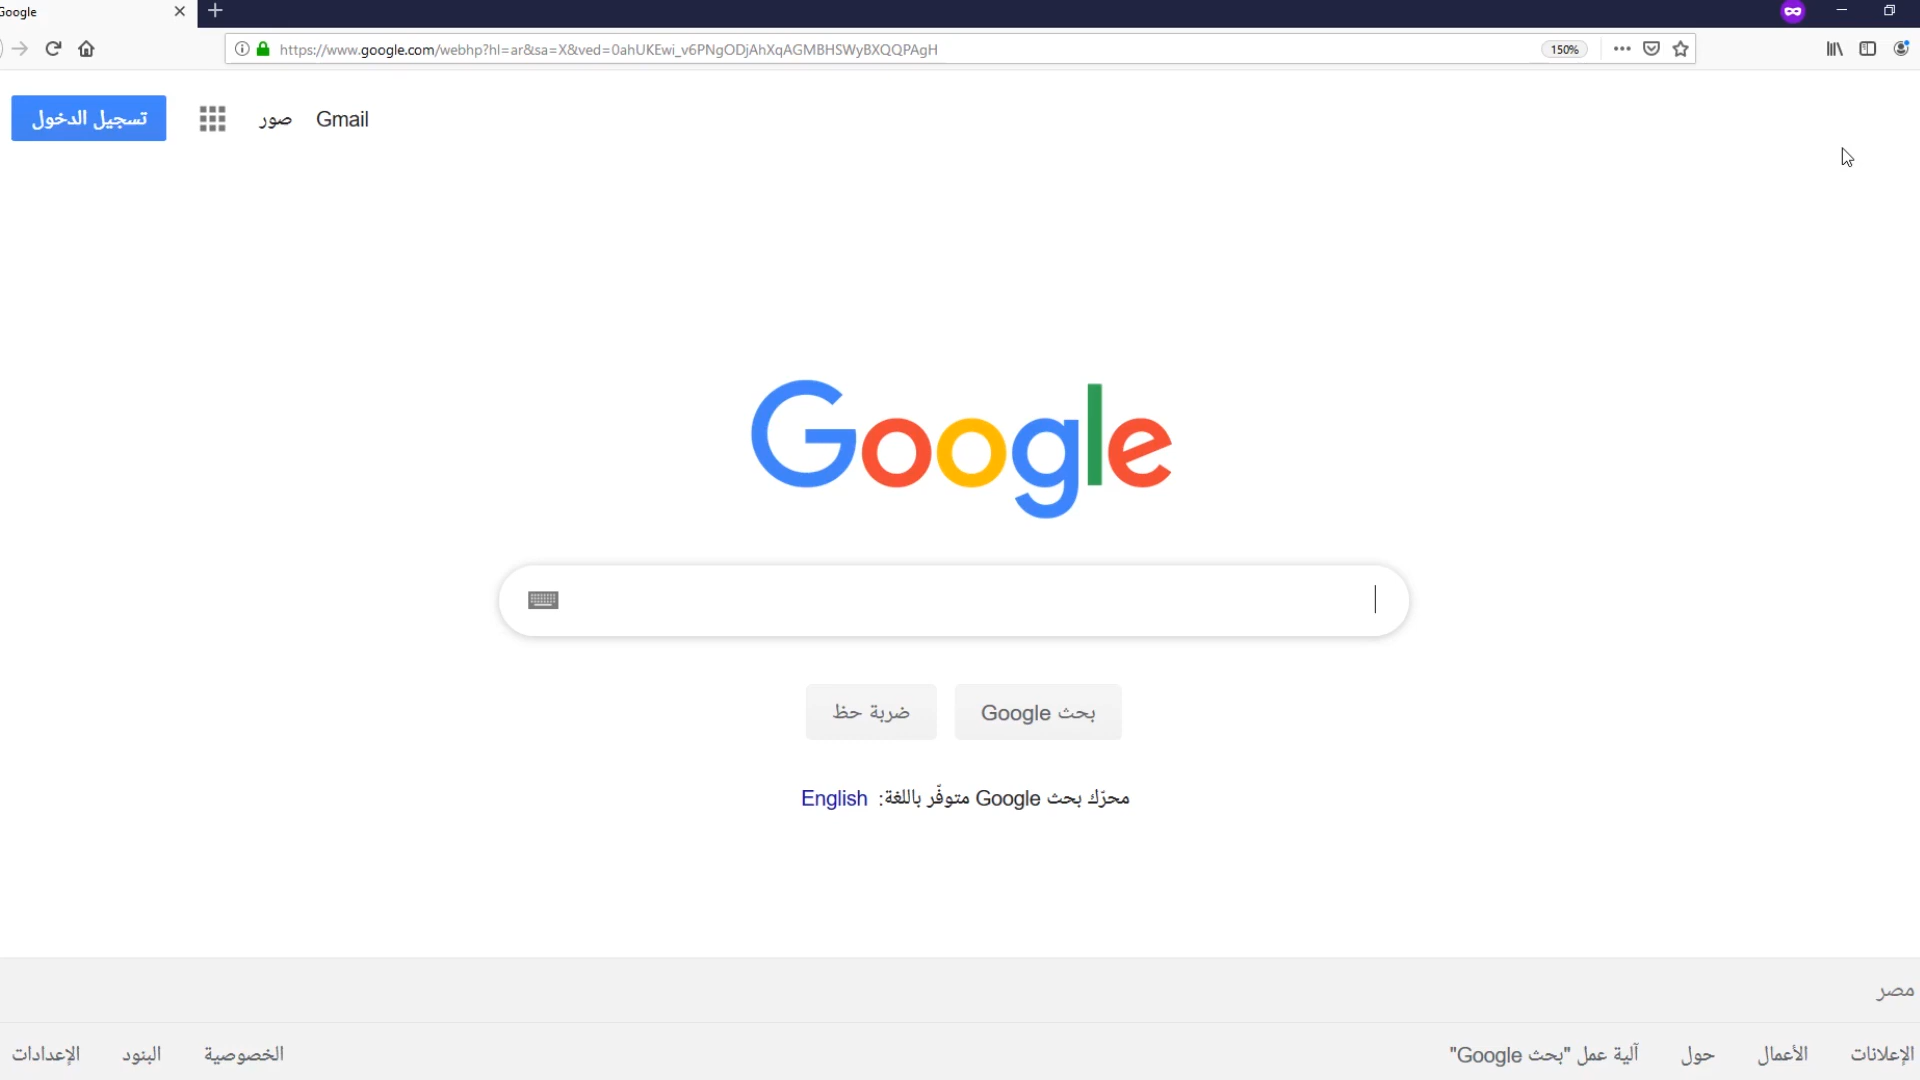 Google
https://www.google.com/webhp?hl=ar&sa=X&ved=0ahUKEwi_v6PNgODjAhXqAGMBHSWyBXQQPAgH
150%
Gmail صور تسجيل الدخول
Google
بحث Google ضربة حظ
محرّك بحث Google متوفّر باللغة: English
مصر
الإعلانات الأعمال حول آلية عمل "بحث Google" الخصوصية البنود الإعدادات